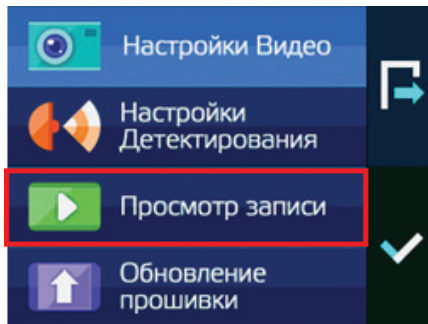 Настройки Видео
Настройки
Детектирования
Просмотр записи
Обновление
прошивки